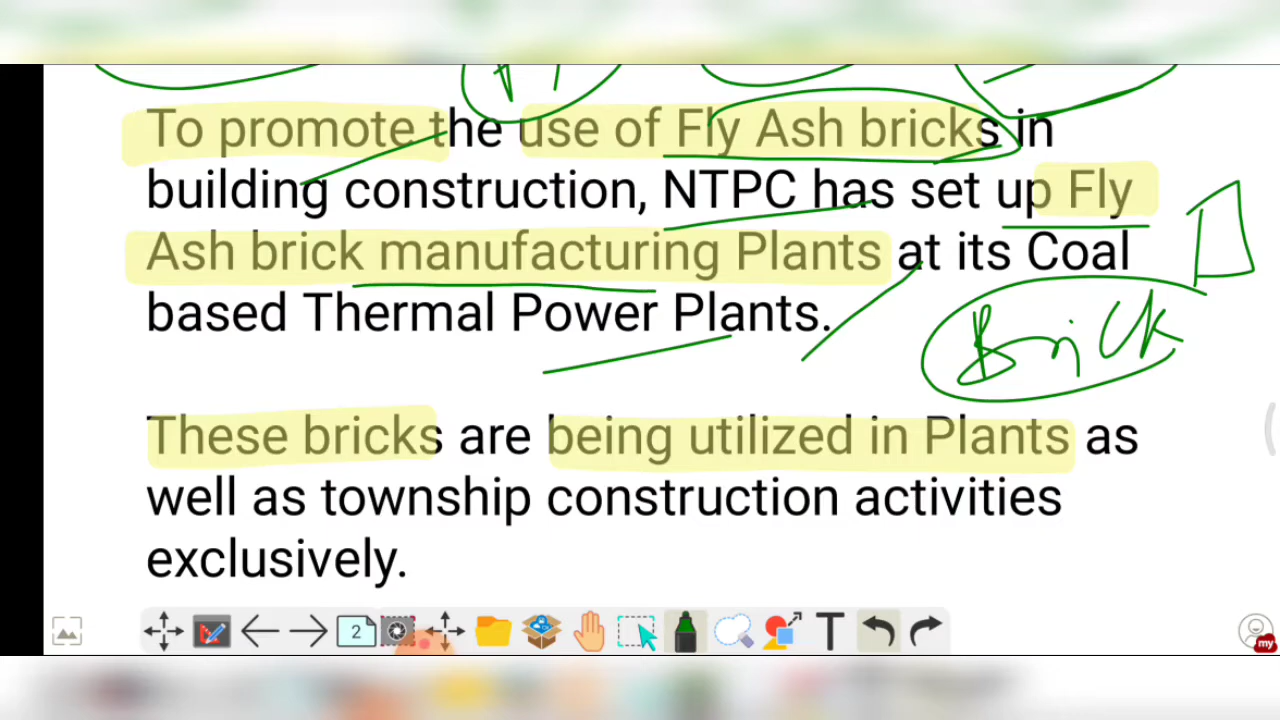 To promote the use of Fly Ash bricks in
building construction, NTPC has set up Fly
Ash brick manufacturing Plants at its Coal
based Thermal Power Plants.
Brick
These bricks are being utilized in Plants as
well as township construction activities
exclusively.
2
T
my